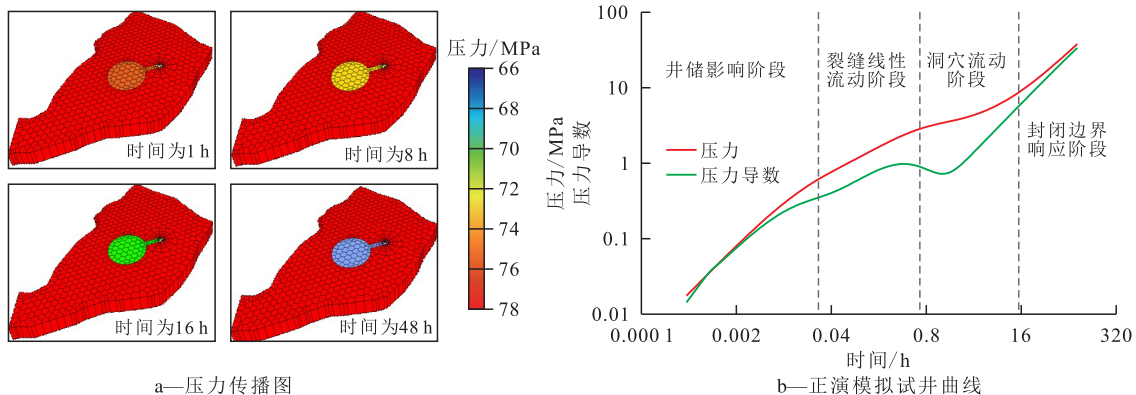 时间为1 h
时间为8 h
时间为16 h
时间为48 h
压力/MPa
66
68
70
72
74
76
78
a—压力传播图
压力/MPa
压力导数
100
10
1
0.1
0.01
井储影响阶段
裂缝线性
流动阶段
洞穴流动
阶段
封闭边界
响应阶段
压力
压力导数
0.000 1
0.002
0.04
0.8
16
320
时间/h
b—正演模拟试井曲线